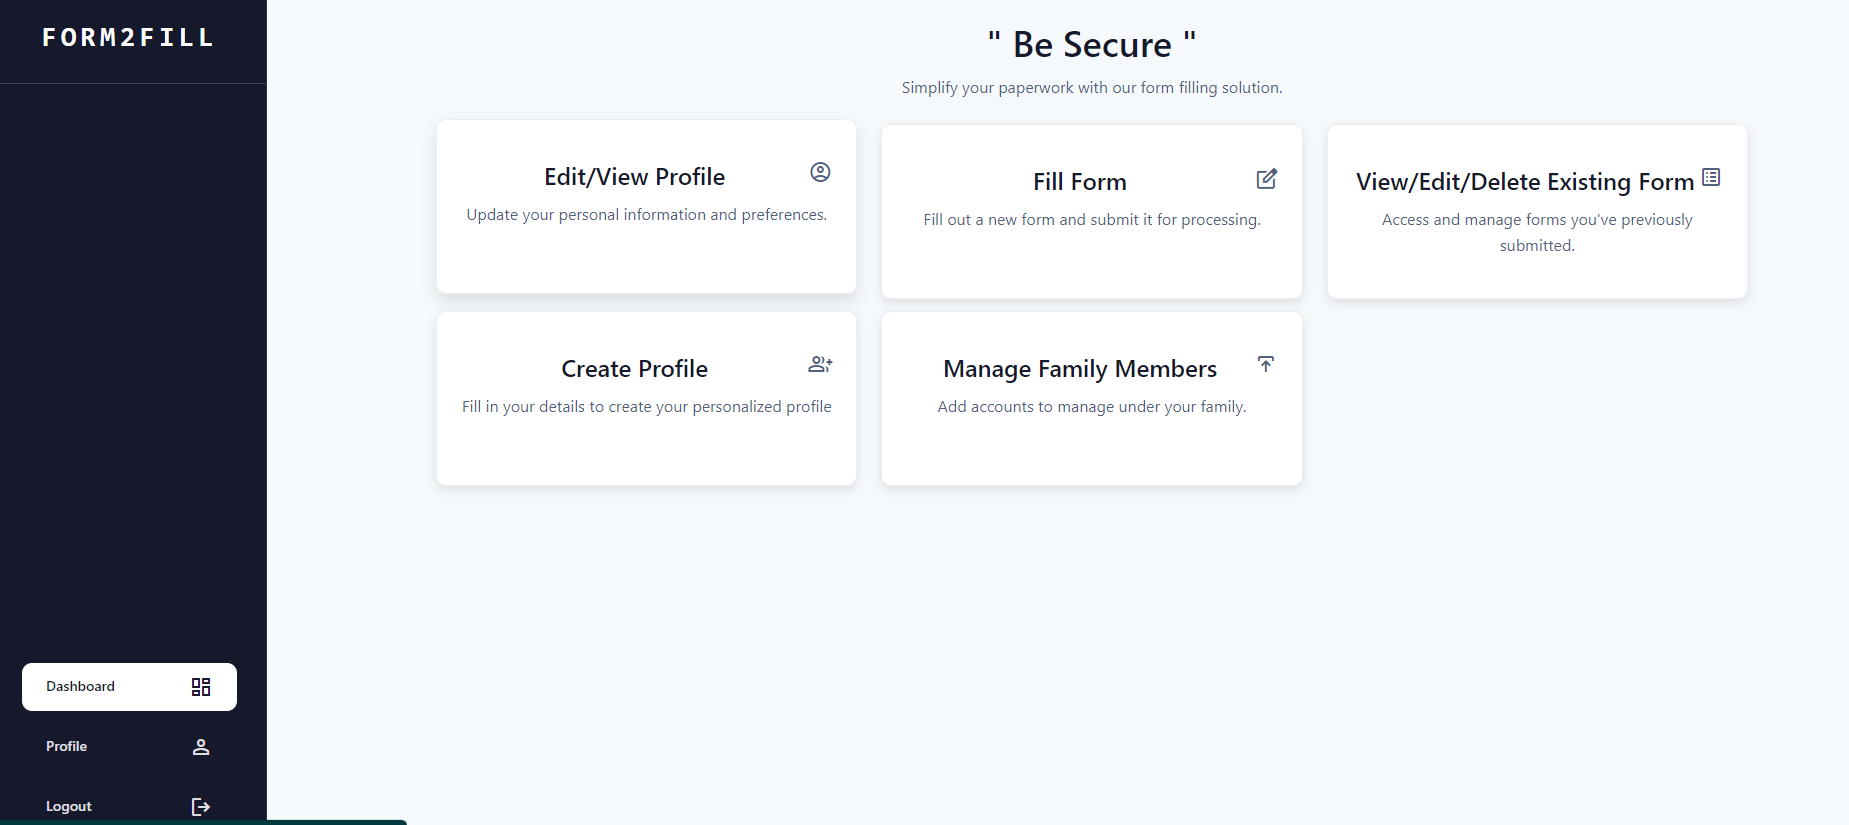 FORM2FILL
" Be Secure "
Simplify your paperwork with our form filling solution.
Edit/View Profile
Update your personal information and preferences.
Fill Form
Fill out a new form and submit it for processing.
View/Edit/Delete Existing Form
Access and manage forms you've previously
submitted.
Create Profile
Fill in your details to create your personalized profile
Manage Family Members
Add accounts to manage under your family.
Dashboard
Profile
Logout